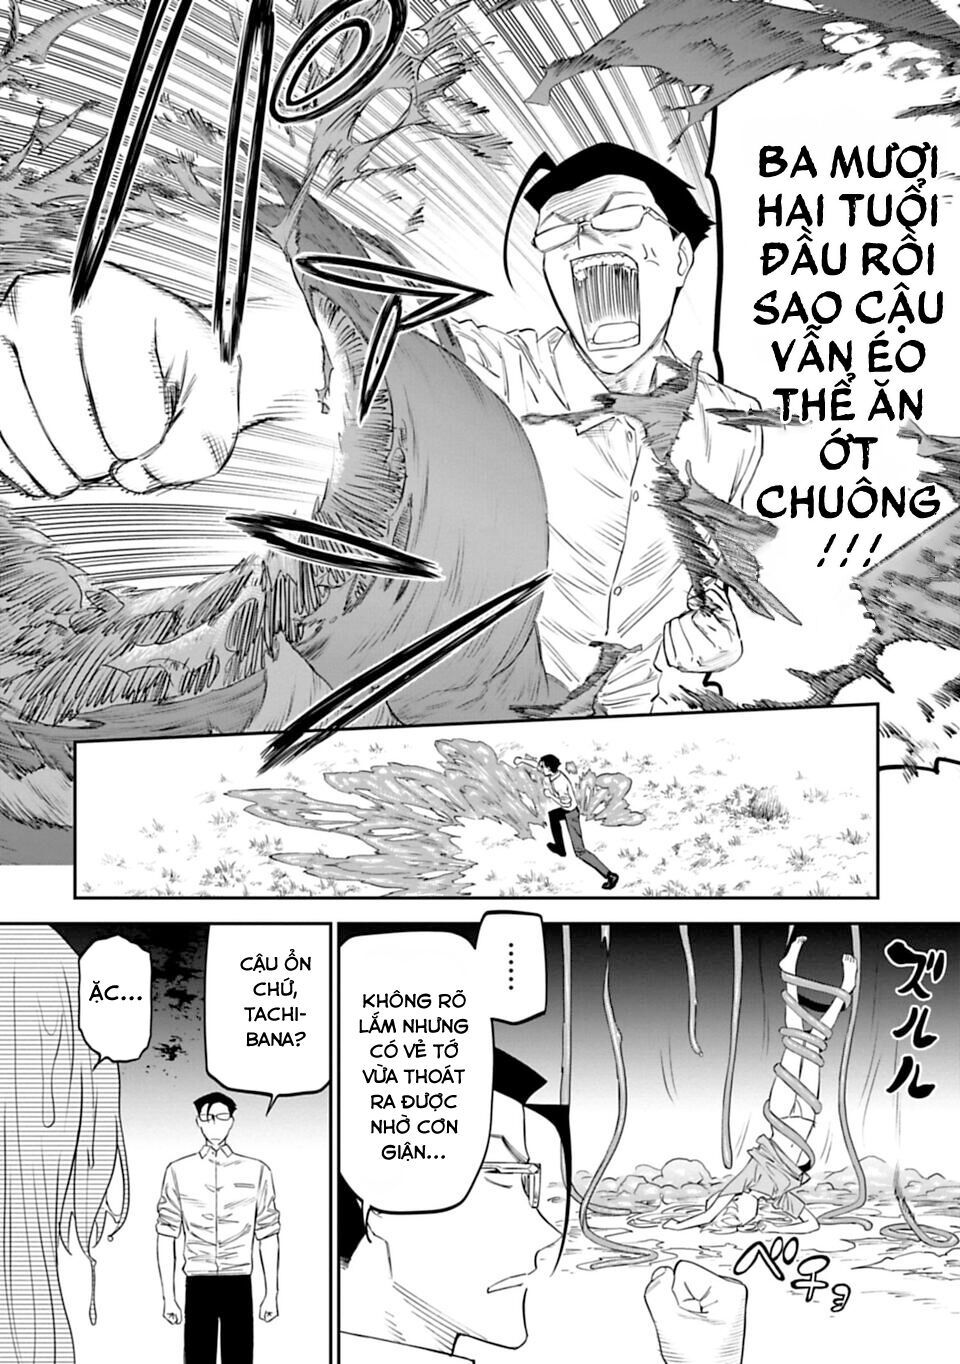 BA MƯƠI
HAI TUỔI
ĐẦU RỒI
SAO CẬU
VẪN ÉO
THỂ ĂN
ỚT
CHUÔNG
!!!
......
KHÔNG RÕ
LẮM NHƯNG
CÓ VẺ TỚ
VỪA THOÁT
RA ĐƯỢC
NHỜ CƠN
GIẬN...
ズルルル
ベチョ
CẬU ỔN
CHỨ,
TACHI-
BANA?
ẶC...